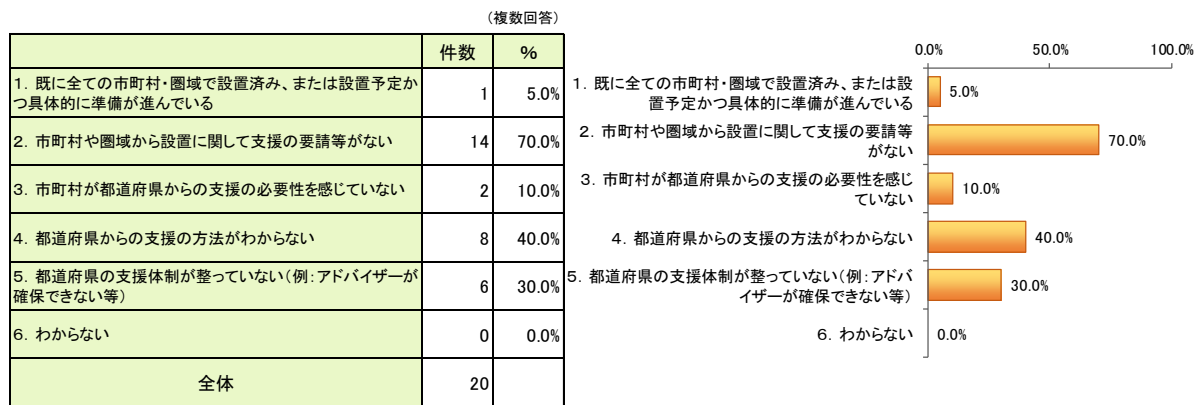 （複数回答）
件数 %
1．既に全ての市町村・圏域で設置済み、または設置予定か
つ具体的に準備が進んでいる
1 5.0%
2．市町村や圏域から設置に関して支援の要請等がない 14 70.0%
3．市町村が都道府県からの支援の必要性を感じていない 2 10.0%
4．都道府県からの支援の方法がわからない 8 40.0%
5．都道府県の支援体制が整っていない（例：アドバイザーが
確保できない等）
6 30.0%
6．わからない 0 0.0%
全体 20
0.0% 50.0% 100.0%
1．既に全ての市町村・圏域で設置済み、または設
置予定かつ具体的に準備が進んでいる
5.0%
2．市町村や圏域から設置に関して支援の要請等
がない
70.0%
3．市町村が都道府県からの支援の必要性を感じ
ていない
10.0%
4．都道府県からの支援の方法がわからない 40.0%
5．都道府県の支援体制が整っていない（例：アドバ
イザーが確保できない等）
30.0%
6．わからない 0.0%